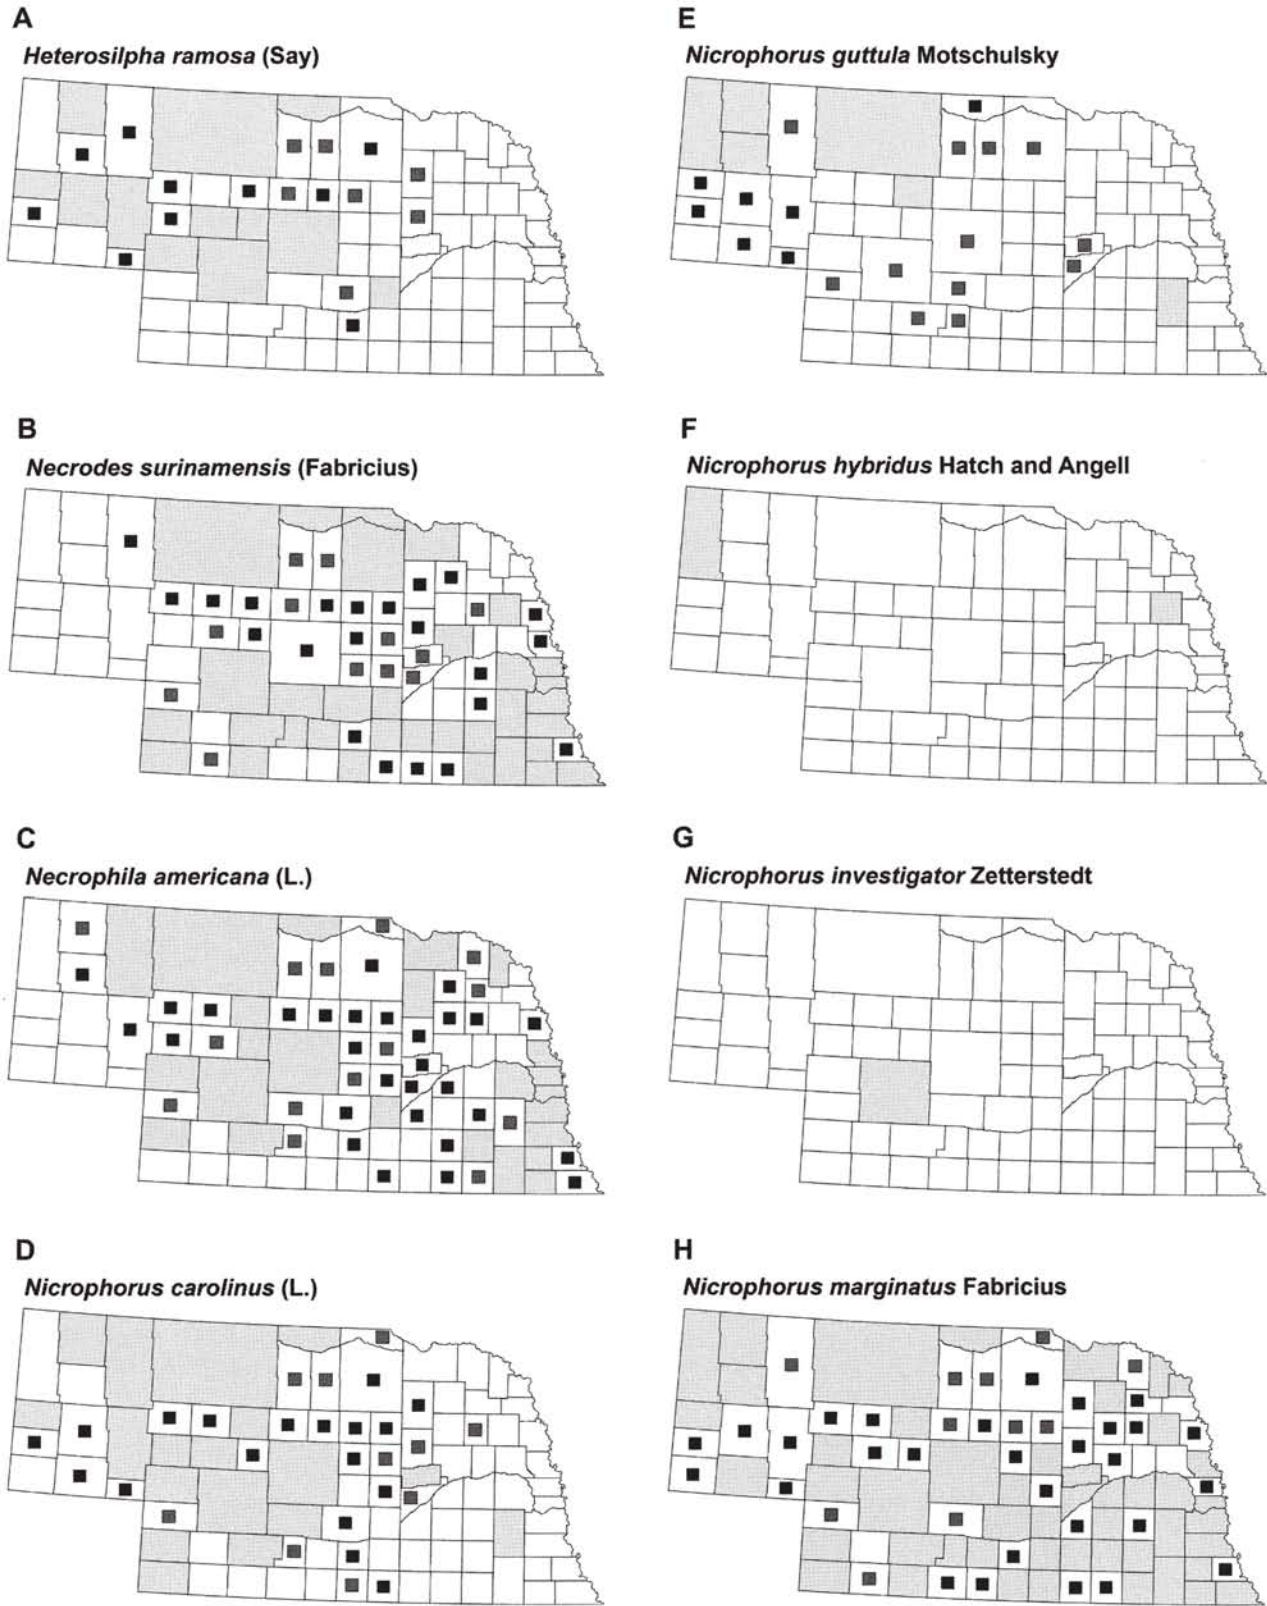 A
Heterosilpha ramosa (Say)
B
Necrodes surinamensis (Fabricius)
C
Necrophila americana (L.)
D
Nicrophorus carolinus (L.)
E
Nicrophorus guttula Motschulsky
F
Nicrophorus hybridus Hatch and Angell
G
Nicrophorus investigator Zetterstedt
H
Nicrophorus marginatus Fabricius